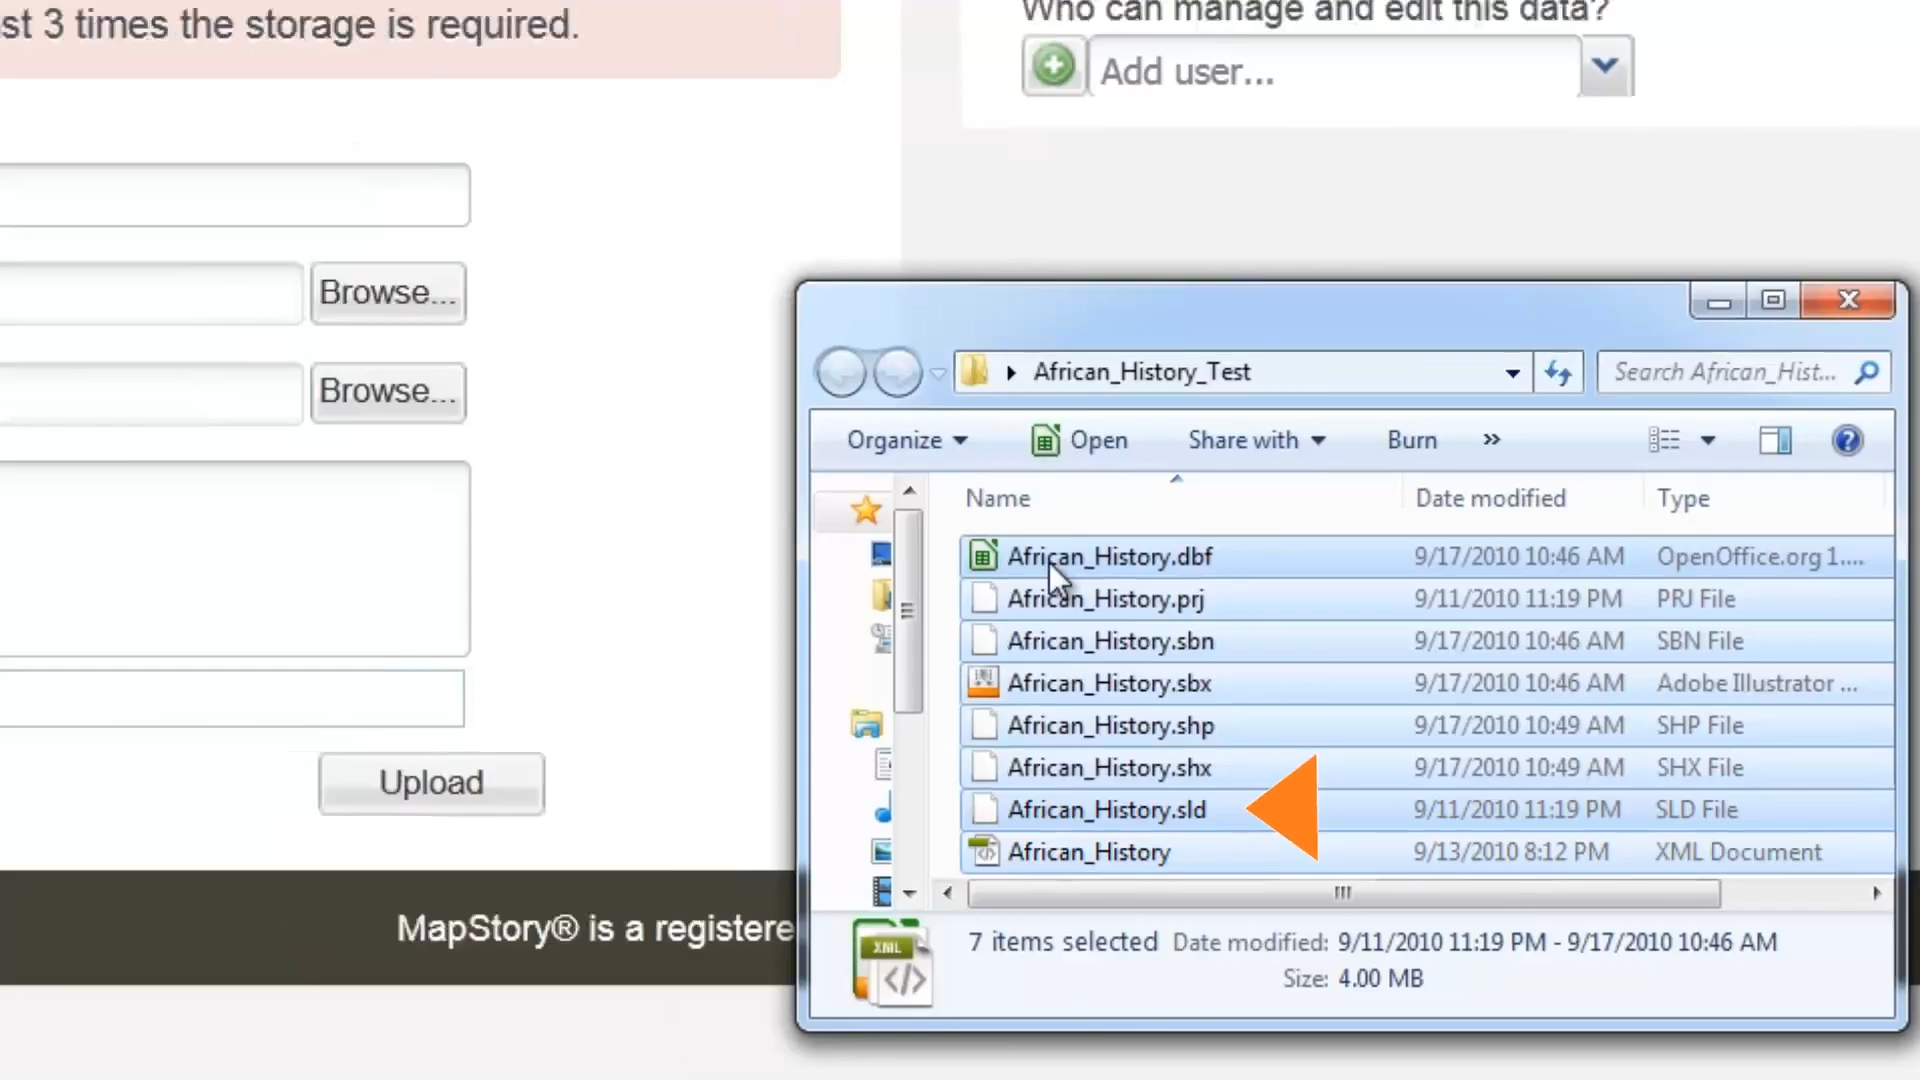 st 3 times the storage is required.
Who can manage and edit this data?
Add user...
Browse...
Browse...
Upload
MapStory® is a registere
African_History_Test
Search African_Hist...
Organize
Open
Share with
Burn
»
Name
Date modified
Type
African_History.dbf 9/17/2010 10:46 AM OpenOffice.org 1....
African_History.prj 9/11/2010 11:19 PM PRJ File
African_History.sbn 9/17/2010 10:46 AM SBN File
African_History.sbx 9/17/2010 10:46 AM Adobe Illustrator ...
African_History.shp 9/17/2010 10:49 AM SHP File
African_History.shx 9/17/2010 10:49 AM SHX File
African_History.sld 9/11/2010 11:19 PM SLD File
African_History 9/13/2010 8:12 PM XML Document
XML
7 items selected Date modified: 9/11/2010 11:19 PM - 9/17/2010 10:46 AM
Size: 4.00 MB